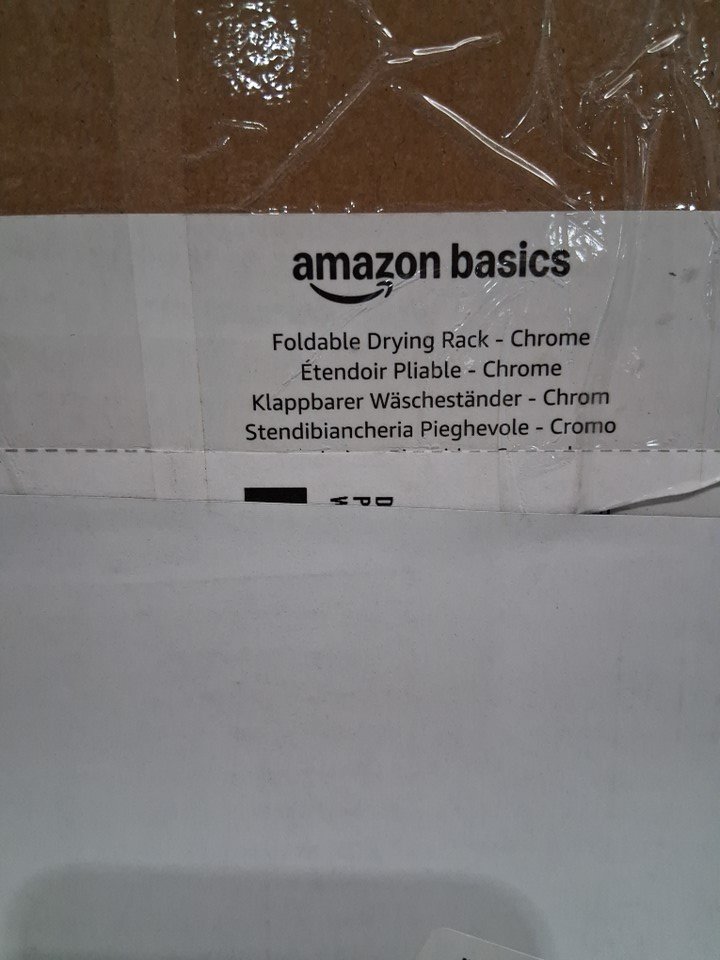 amazon basics
Foldable Drying Rack - Chrome
Étendoir Pliable - Chrome
Klappbarer Wäscheständer - Chrom
Stendibiancheria Pieghevole - Cromo